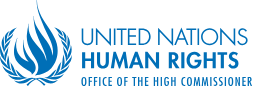 UNITED NATIONS
HUMAN RIGHTS
OFFICE OF THE HIGH COMMISSIONER